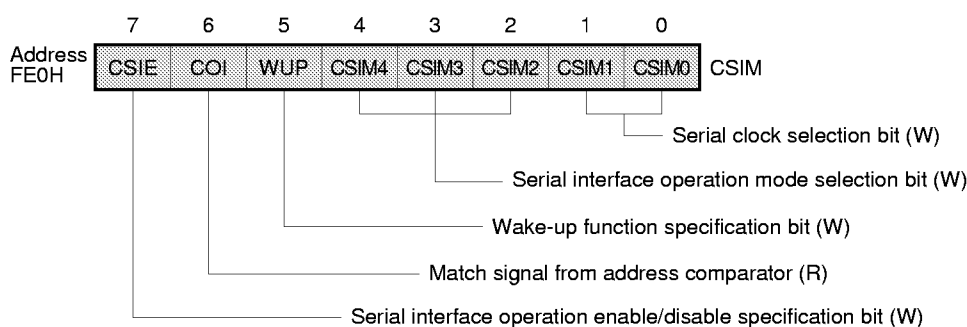 7 6 5 4 3 2 1 0
Address
FE0H
CSIE COI WUP CSIM4 CSIM3 CSIM2 CSIM1 CSIM0 CSIM
Serial clock selection bit (W)
Serial interface operation mode selection bit (W)
Wake-up function specification bit (W)
Match signal from address comparator (R)
Serial interface operation enable/disable specification bit (W)